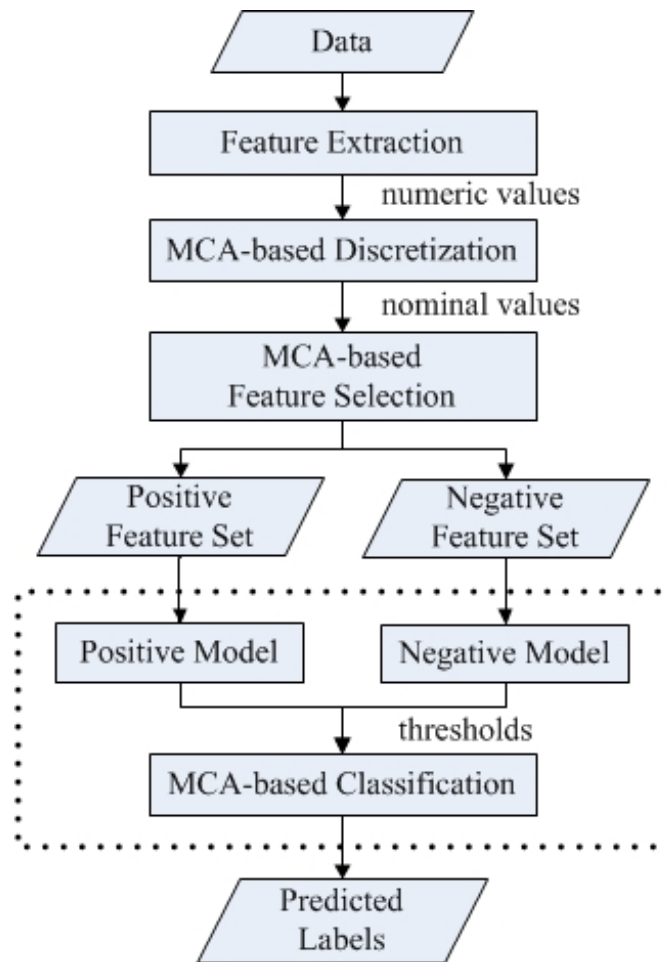 Data
Feature Extraction
numeric values
MCA-based Discretization
nominal values
MCA-based
Feature Selection
Positive
Feature Set
Negative
Feature Set
Positive Model
Negative Model
thresholds
MCA-based Classification
Predicted
Labels